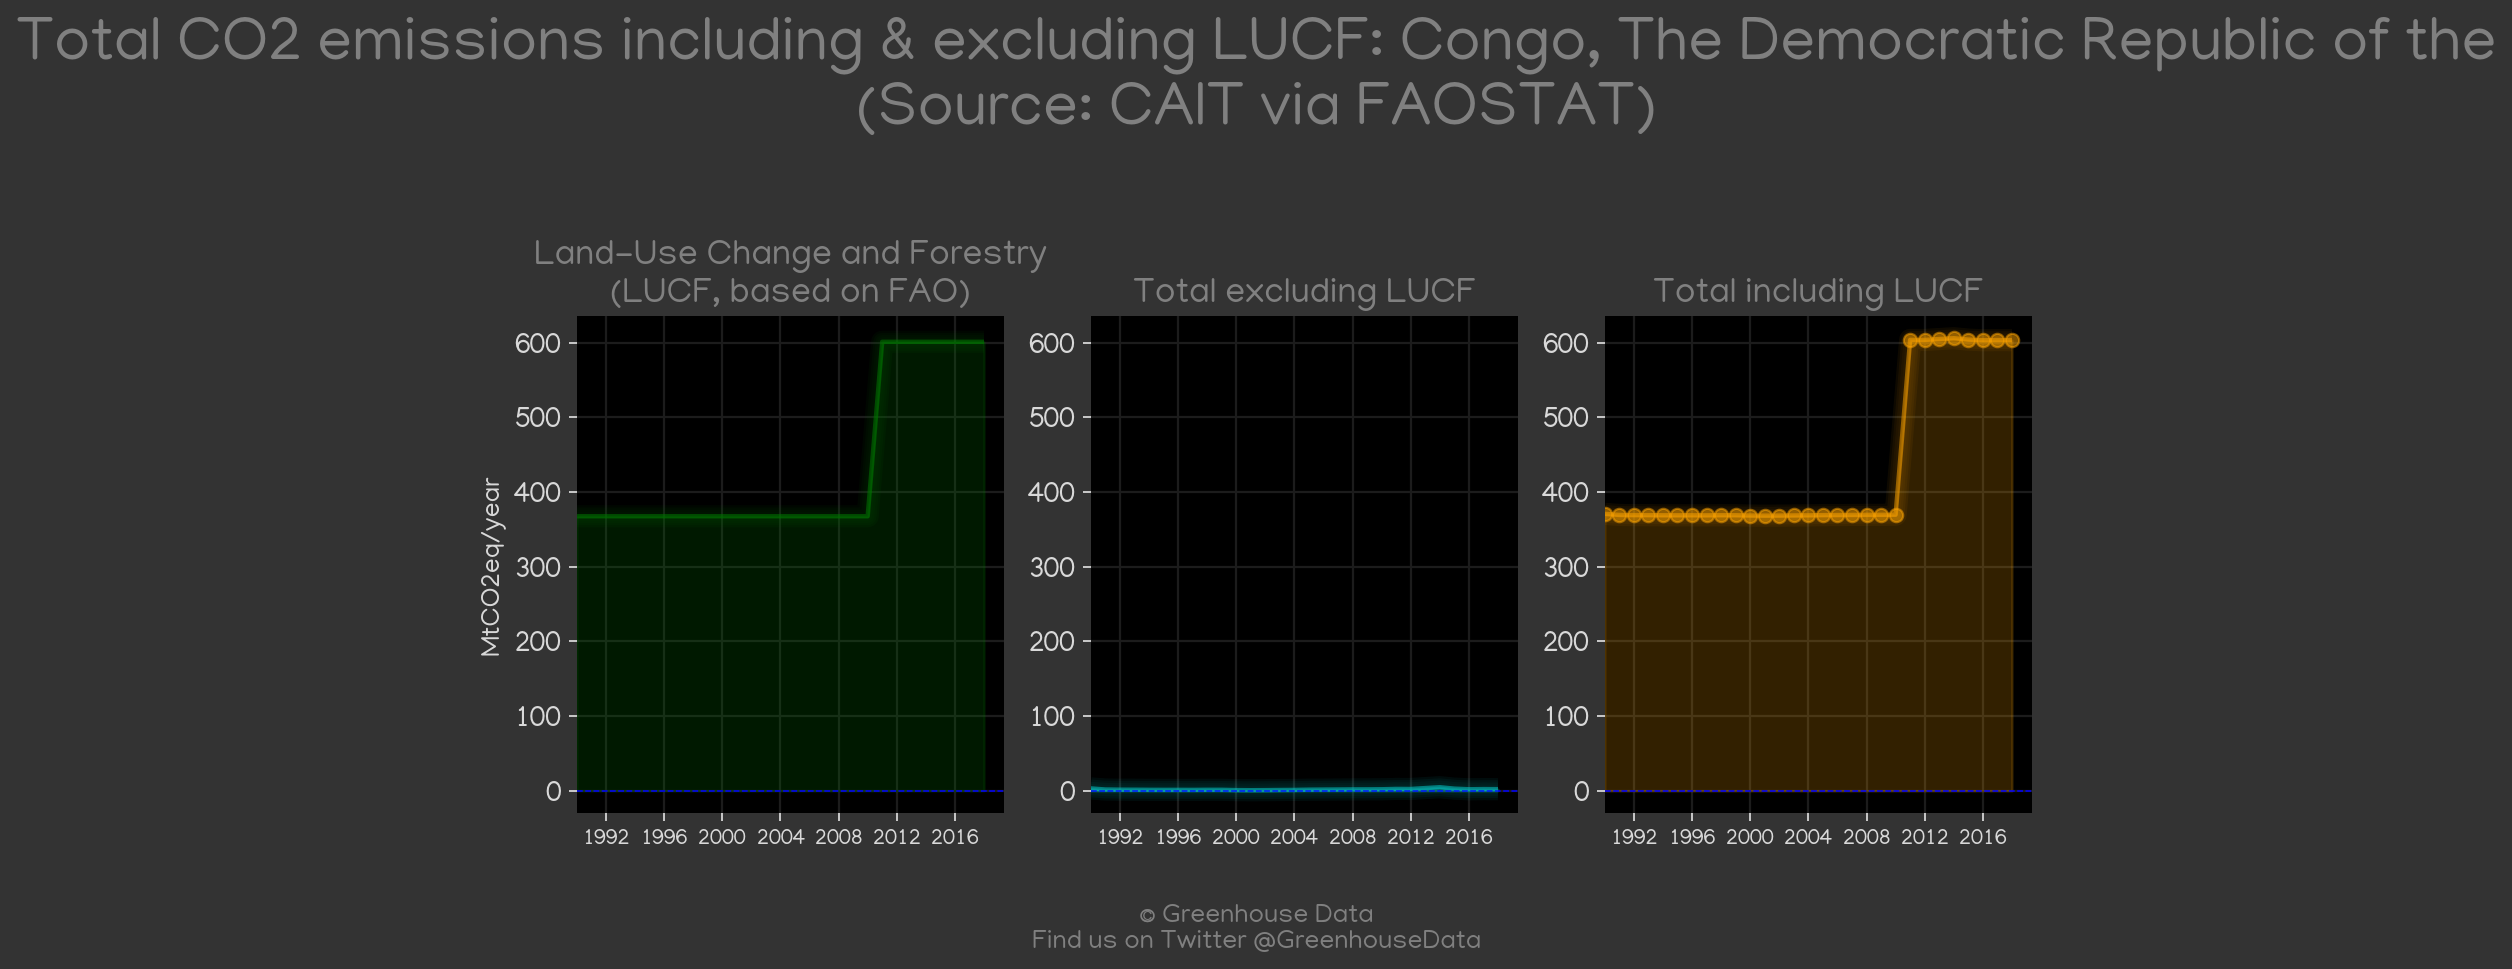 Total CO2 emissions including & excluding LUCF: Congo, The Democratic Republic of the
(Source: CAIT via FAOSTAT)
Land-Use Change and Forestry
(LUCF, based on FAO)
MtCO2eq/year
600
500
400
300
200
100
0
1992 1996 2000 2004 2008 2012 2016
Total excluding LUCF
600
500
400
300
200
100
0
1992 1996 2000 2004 2008 2012 2016
Total including LUCF
600
500
400
300
200
100
0
1992 1996 2000 2004 2008 2012 2016
© Greenhouse Data
Find us on Twitter @GreenhouseData